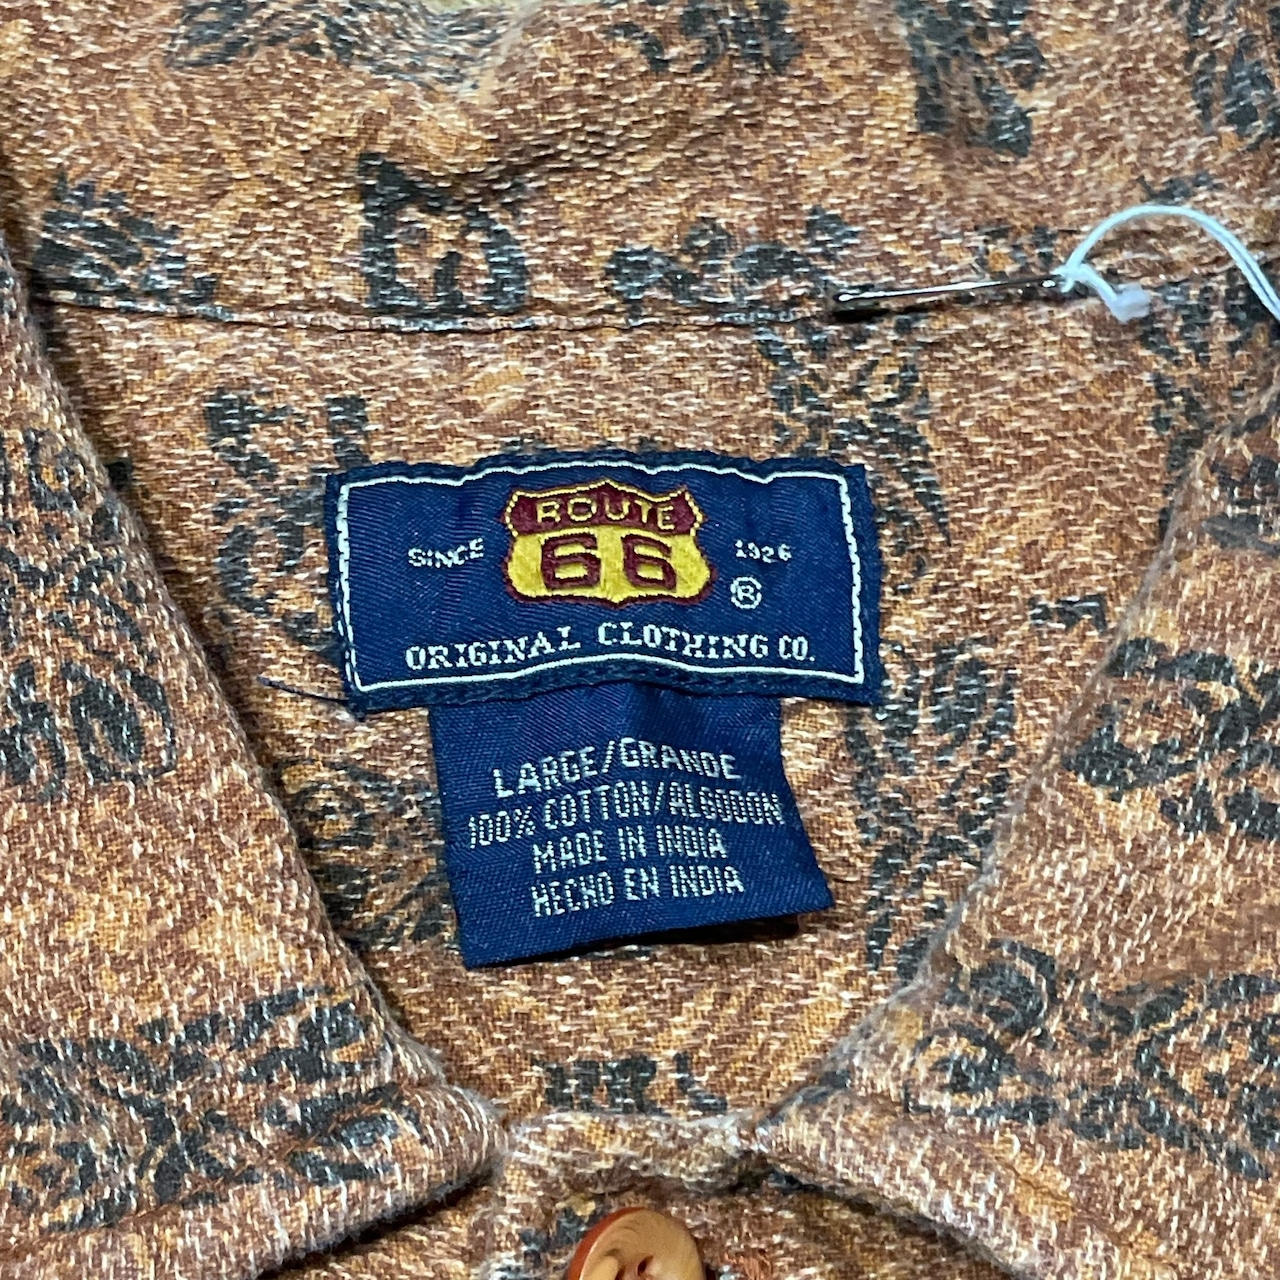 ROUTE
66
SINCE 1926
®
ORIGINAL CLOTHING CO.
LARGE/GRANDE
100% COTTON/ALGODON
MADE IN INDIA
HECHO EN INDIA